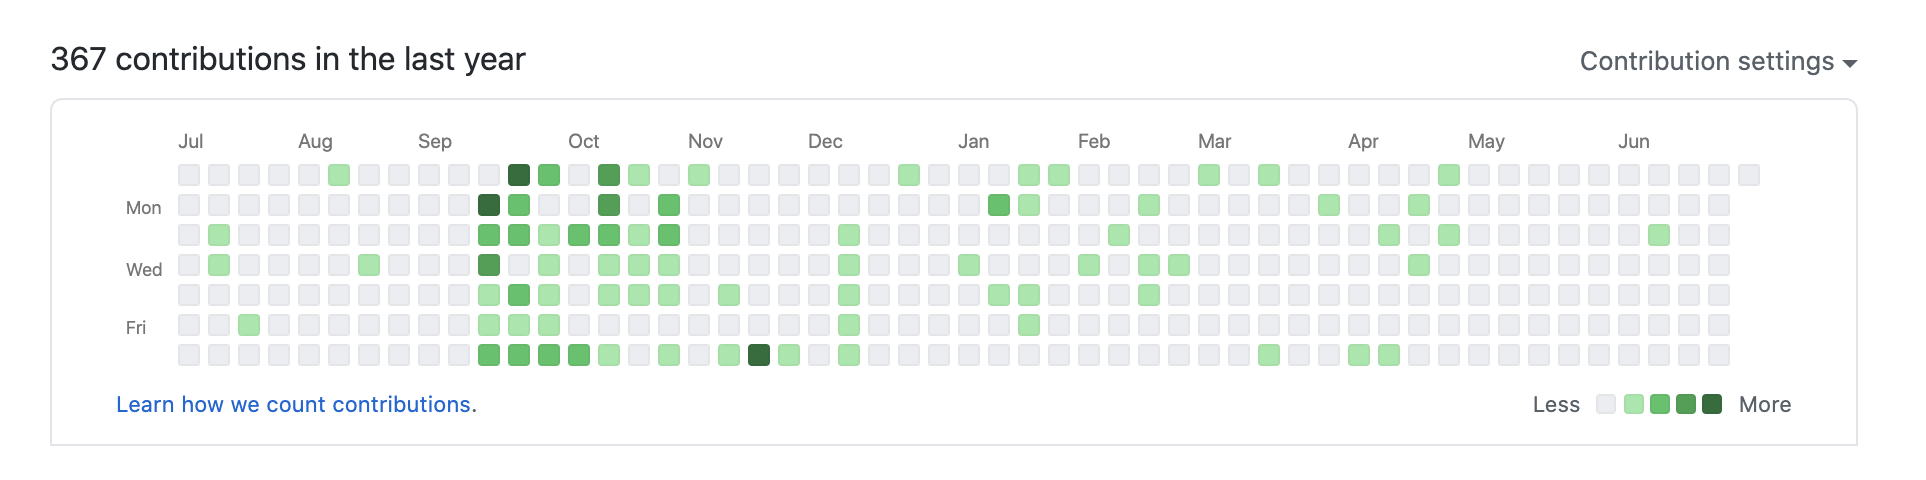 367 contributions in the last year
Contribution settings
Jul Aug Sep Oct Nov Dec Jan Feb Mar Apr May Jun
Mon
Wed
Fri
Learn how we count contributions.
Less More